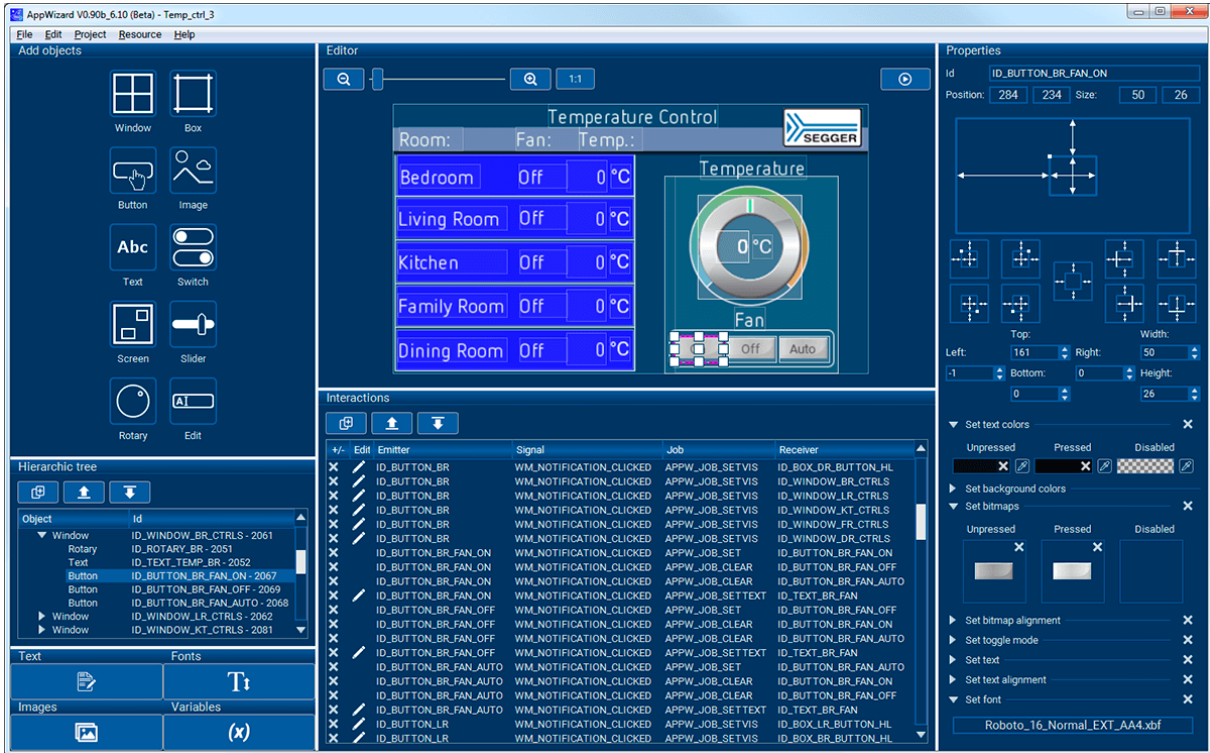 AppWizard V0.90b_6.10 (Beta) - Temp_ctrl_3
File Edit Project Resource Help
Add objects
Window Box
Button Image
Abc
Text Switch
Screen Slider
Rotary Edit
Hierarchic tree
Object Id
Window ID_WINDOW_BR_CTRLS - 2061
Rotary ID_ROTARY_BR - 2051
Text ID_TEXT_TEMP_BR - 2052
Button ID_BUTTON_BR_FAN_ON - 2067
Button ID_BUTTON_BR_FAN_OFF - 2069
Button ID_BUTTON_BR_FAN_AUTO - 2068
Window ID_WINDOW_LR_CTRLS - 2062
Window ID_WINDOW_KT_CTRLS - 2081
Text Fonts
Images Variables
(x)
Editor
1:1
Temperature Control
SEGGER
Room: Fan: Temp.:
Bedroom Off 0 °C
Living Room Off 0 °C
Kitchen Off 0 °C
Family Room Off 0 °C
Dining Room Off 0 °C
Temperature
0 °C
Fan
Off Auto
Interactions
+/- Edit Emitter Signal Job Receiver
ID_BUTTON_BR WM_NOTIFICATION_CLICKED APPW_JOB_SETVIS ID_BOX_DR_BUTTON_HL
ID_BUTTON_BR WM_NOTIFICATION_CLICKED APPW_JOB_SETVIS ID_WINDOW_BR_CTRLS
ID_BUTTON_BR WM_NOTIFICATION_CLICKED APPW_JOB_SETVIS ID_WINDOW_LR_CTRLS
ID_BUTTON_BR WM_NOTIFICATION_CLICKED APPW_JOB_SETVIS ID_WINDOW_KT_CTRLS
ID_BUTTON_BR WM_NOTIFICATION_CLICKED APPW_JOB_SETVIS ID_WINDOW_FR_CTRLS
ID_BUTTON_BR WM_NOTIFICATION_CLICKED APPW_JOB_SETVIS ID_WINDOW_DR_CTRLS
ID_BUTTON_BR_FAN_ON WM_NOTIFICATION_CLICKED APPW_JOB_SET ID_BUTTON_BR_FAN_ON
ID_BUTTON_BR_FAN_ON WM_NOTIFICATION_CLICKED APPW_JOB_CLEAR ID_BUTTON_BR_FAN_OFF
ID_BUTTON_BR_FAN_ON WM_NOTIFICATION_CLICKED APPW_JOB_CLEAR ID_BUTTON_BR_FAN_AUTO
ID_BUTTON_BR_FAN_ON WM_NOTIFICATION_CLICKED APPW_JOB_SETTEXT ID_TEXT_BR_FAN
ID_BUTTON_BR_FAN_OFF WM_NOTIFICATION_CLICKED APPW_JOB_SET ID_BUTTON_BR_FAN_OFF
ID_BUTTON_BR_FAN_OFF WM_NOTIFICATION_CLICKED APPW_JOB_CLEAR ID_BUTTON_BR_FAN_ON
ID_BUTTON_BR_FAN_OFF WM_NOTIFICATION_CLICKED APPW_JOB_CLEAR ID_BUTTON_BR_FAN_AUTO
ID_BUTTON_BR_FAN_OFF WM_NOTIFICATION_CLICKED APPW_JOB_SETTEXT ID_TEXT_BR_FAN
ID_BUTTON_BR_FAN_AUTO WM_NOTIFICATION_CLICKED APPW_JOB_SET ID_BUTTON_BR_FAN_AUTO
ID_BUTTON_BR_FAN_AUTO WM_NOTIFICATION_CLICKED APPW_JOB_CLEAR ID_BUTTON_BR_FAN_ON
ID_BUTTON_BR_FAN_AUTO WM_NOTIFICATION_CLICKED APPW_JOB_CLEAR ID_BUTTON_BR_FAN_OFF
ID_BUTTON_BR_FAN_AUTO WM_NOTIFICATION_CLICKED APPW_JOB_SETTEXT ID_TEXT_BR_FAN
ID_BUTTON_LR WM_NOTIFICATION_CLICKED APPW_JOB_SETVIS ID_BOX_LR_BUTTON_HL
ID_BUTTON_LR WM_NOTIFICATION_CLICKED APPW_JOB_SETVIS ID_BOX_BR_BUTTON_HL
Properties
Id ID_BUTTON_BR_FAN_ON
Position: 284 234 Size: 50 26
Top: Width:
Left: 161 Right: 50
-1 Bottom: 0 Height:
0 26
Set text colors
Unpressed Pressed Disabled
Set background colors
Set bitmaps
Unpressed Pressed Disabled
Set bitmap alignment
Set toggle mode
Set text
Set text alignment
Set font
Roboto_16_Normal_EXT_AA4.xbf